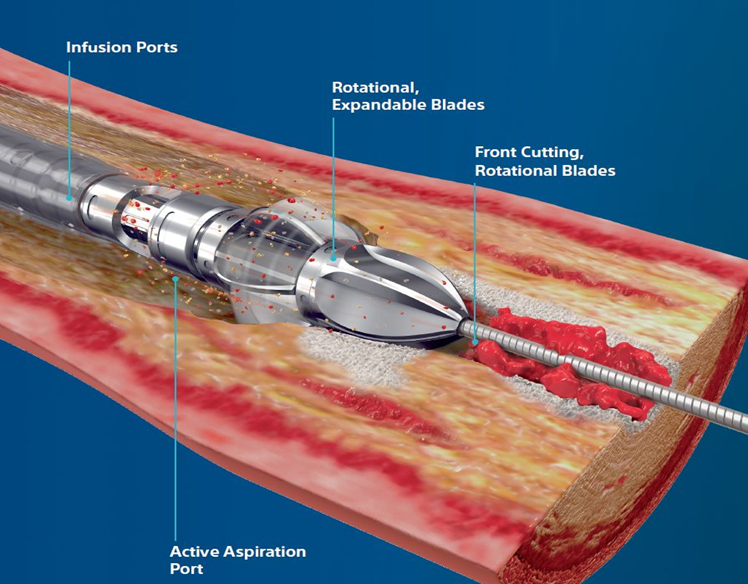 Infusion Ports
Rotational,
Expandable Blades
Front Cutting,
Rotational Blades
Active Aspiration
Port